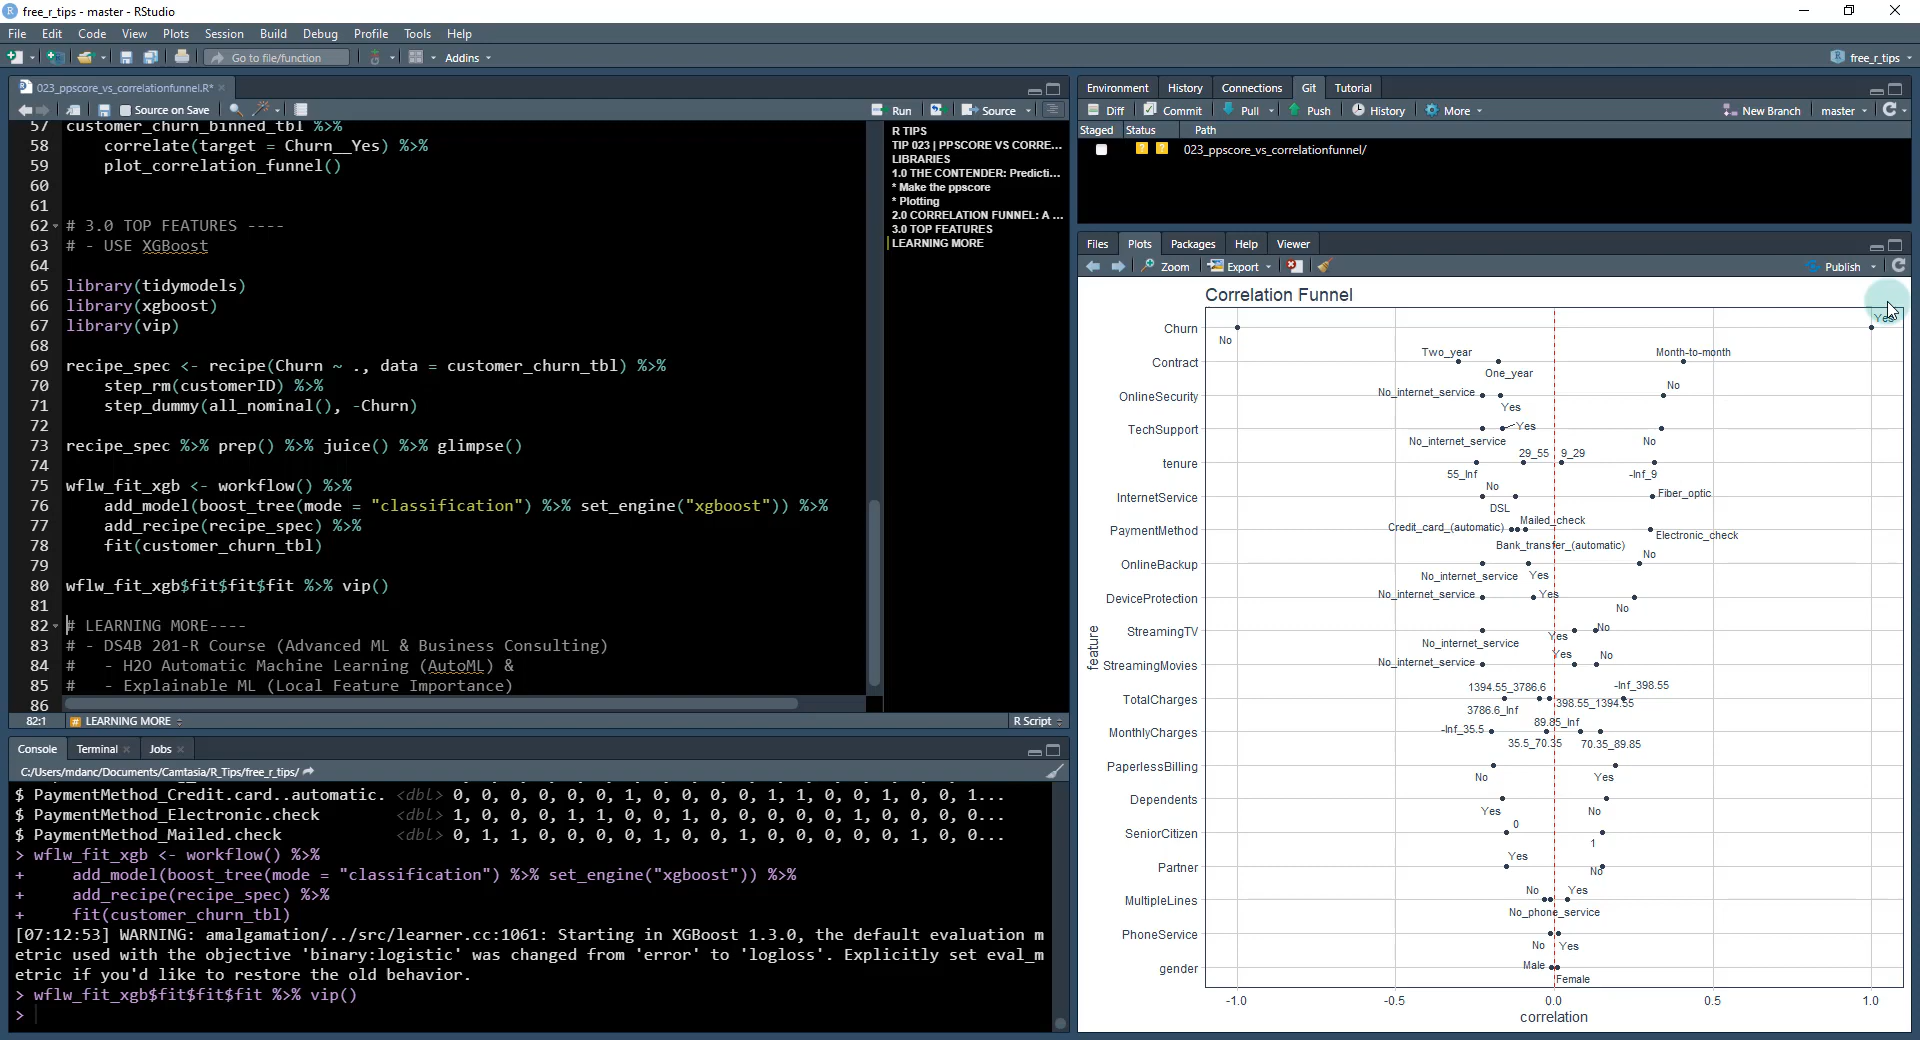 free_r_tips - master - RStudio
File Edit Code View Plots Session Build Debug Profile Tools Help
Go to file/function Addins free_r_tips
023_ppscore_vs_correlationfunnel.R*
Source on Save Run Source
57 customer_churn_binned_tbl %>%
58 correlate(target = Churn__Yes) %>%
59 plot_correlation_funnel()
60
61
62 # 3.0 TOP FEATURES ----
63 # - USE XGBoost
64
65 library(tidymodels)
66 library(xgboost)
67 library(vip)
68
69 recipe_spec <- recipe(Churn ~ ., data = customer_churn_tbl) %>%
70 step_rm(customerID) %>%
71 step_dummy(all_nominal(), -Churn)
72
73 recipe_spec %>% prep() %>% juice() %>% glimpse()
74
75 wflw_fit_xgb <- workflow() %>%
76 add_model(boost_tree(mode = "classification") %>% set_engine("xgboost")) %>%
77 add_recipe(recipe_spec) %>%
78 fit(customer_churn_tbl)
79
80 wflw_fit_xgb$fit$fit$fit %>% vip()
81
82 # LEARNING MORE----
83 # - DS4B 201-R Course (Advanced ML & Business Consulting)
84 # - H2O Automatic Machine Learning (AutoML) &
85 # - Explainable ML (Local Feature Importance)
86
82:1 LEARNING MORE R Script
R TIPS
TIP 023 | PPSCORE VS CORRE...
LIBRARIES
1.0 THE CONTENDER: Predicti...
* Make the ppscore
* Plotting
2.0 CORRELATION FUNNEL: A ...
3.0 TOP FEATURES
LEARNING MORE
Console Terminal Jobs
C:/Users/mdanc/Documents/Camtasia/R_Tips/free_r_tips/
$ PaymentMethod_Credit.card..automatic. <dbl> 0, 0, 0, 0, 0, 0, 1, 0, 0, 0, 0, 1, 1, 0, 0, 1, 0, 0, 1...
$ PaymentMethod_Electronic.check <dbl> 1, 0, 0, 0, 1, 1, 0, 0, 1, 0, 0, 0, 0, 0, 1, 0, 0, 0, 0...
$ PaymentMethod_Mailed.check <dbl> 0, 1, 1, 0, 0, 0, 0, 1, 0, 0, 1, 0, 0, 0, 0, 0, 1, 0, 0...
> wflw_fit_xgb <- workflow() %>%
+ add_model(boost_tree(mode = "classification") %>% set_engine("xgboost")) %>%
+ add_recipe(recipe_spec) %>%
+ fit(customer_churn_tbl)
[07:12:53] WARNING: amalgamation/../src/learner.cc:1061: Starting in XGBoost 1.3.0, the default evaluation m
etric used with the objective 'binary:logistic' was changed from 'error' to 'logloss'. Explicitly set eval_m
etric if you'd like to restore the old behavior.
> wflw_fit_xgb$fit$fit$fit %>% vip()
>
Environment History Connections Git Tutorial
Diff Commit Pull Push History More New Branch master
Staged Status Path
? ? 023_ppscore_vs_correlationfunnel/
Files Plots Packages Help Viewer
Zoom Export Publish
Correlation Funnel
Churn No Yes
Contract Two_year One_year Month-to-month
OnlineSecurity No_internet_service Yes No
TechSupport No_internet_service Yes No
tenure 55_Inf 29_55 9_29 -Inf_9
InternetService No DSL Fiber_optic
PaymentMethod Credit_card_(automatic) Mailed_check Bank_transfer_(automatic) Electronic_check
OnlineBackup No_internet_service Yes No
DeviceProtection No_internet_service Yes No
StreamingTV No_internet_service Yes No
StreamingMovies No_internet_service Yes No
TotalCharges 1394.55_3786.6 3786.6_Inf 398.55_1394.55 -Inf_398.55
MonthlyCharges -Inf_35.5 35.5_70.35 89.85_Inf 70.35_89.85
PaperlessBilling No Yes
Dependents Yes No
SeniorCitizen 0 1
Partner Yes No
MultipleLines No No_phone_service Yes
PhoneService No Yes
gender Male Female
feature
-1.0 -0.5 0.0 0.5 1.0
correlation